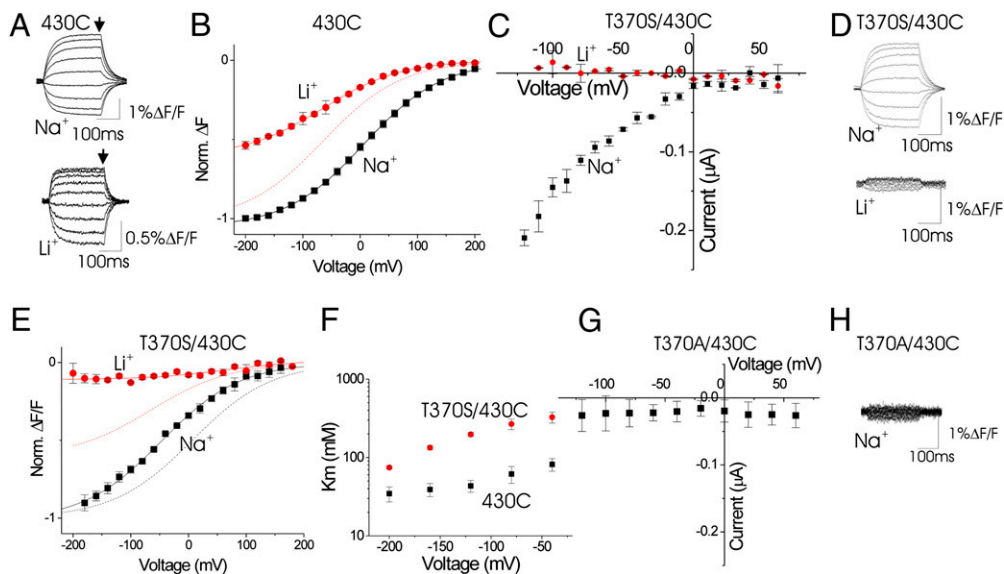 A
430C
Na+
1%ΔF/F
100ms
Li+
0.5%ΔF/F
100ms
B
430C
0
Norm. ΔF
-1
Li+
Na+
-200 -100 0 100 200
Voltage (mV)
C
T370S/430C
-100 -50 0 50
Li+
0.0
Voltage (mV)
Na+
-0.1
-0.2
Current (μA)
D
T370S/430C
Na+
1%ΔF/F
100ms
Li+
1%ΔF/F
100ms
E
T370S/430C
Li+
0
Norm. ΔF/F
Na+
-1
-200 -100 0 100 200
Voltage (mV)
F
1000
T370S/430C
Km (mM)
100
430C
10
-200 -150 -100 -50
Voltage (mV)
G
T370A/430C
Voltage (mV)
-100 -50 0 50
0.0
-0.1
-0.2
Current (μA)
H
T370A/430C
Na+
1%ΔF/F
100ms